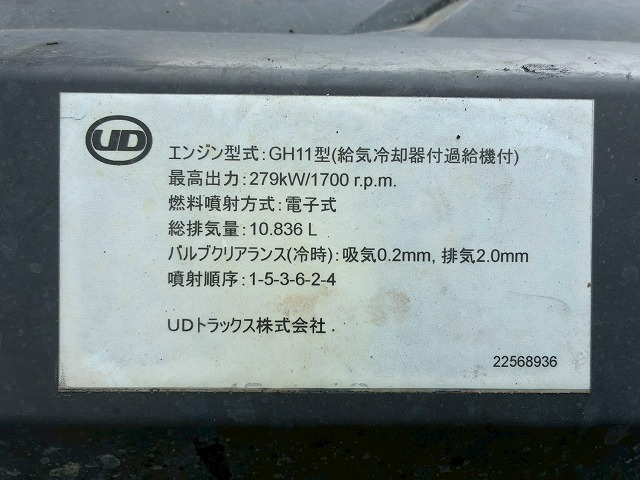 UD
エンジン型式:GH11型(給気冷却器付過給機付)
最高出力:279kW/1700 r.p.m.
燃料噴射方式:電子式
総排気量:10.836 L
バルブクリアランス(冷時):吸気0.2mm, 排気2.0mm
噴射順序:1-5-3-6-2-4
UDトラックス株式会社.
22568936